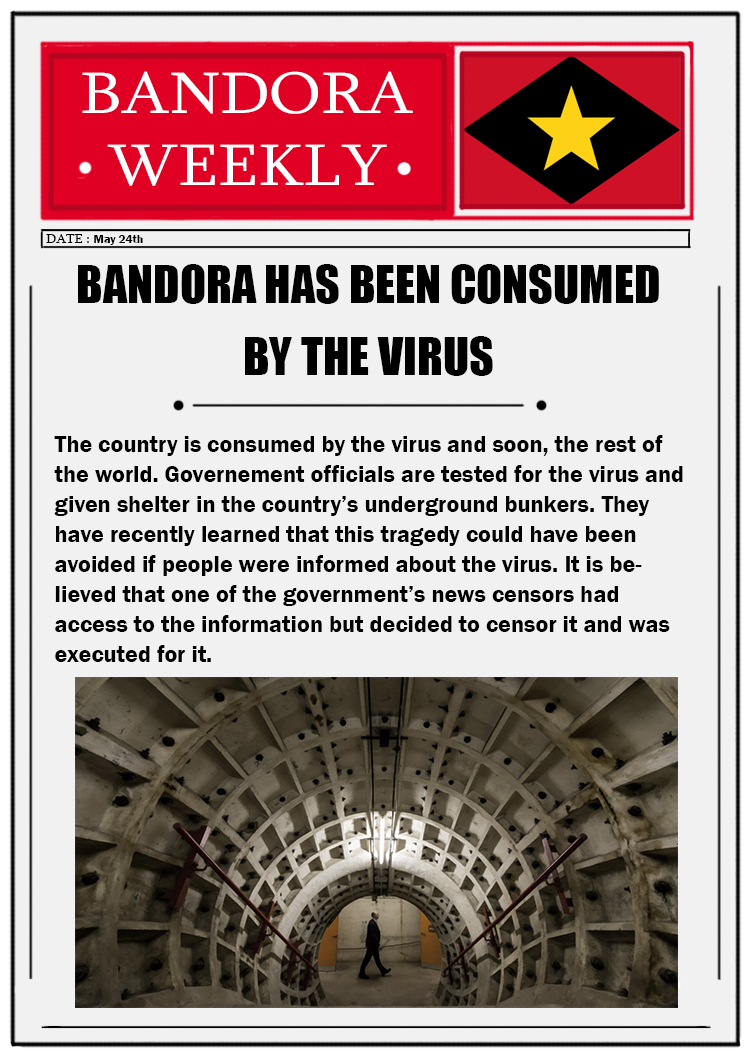 BANDORA
• WEEKLY •
DATE : May 24th
BANDORA HAS BEEN CONSUMED
BY THE VIRUS
The country is consumed by the virus and soon, the rest of
the world. Governement officials are tested for the virus and
given shelter in the country’s underground bunkers. They
have recently learned that this tragedy could have been
avoided if people were informed about the virus. It is be-
lieved that one of the government’s news censors had
access to the information but decided to censor it and was
executed for it.